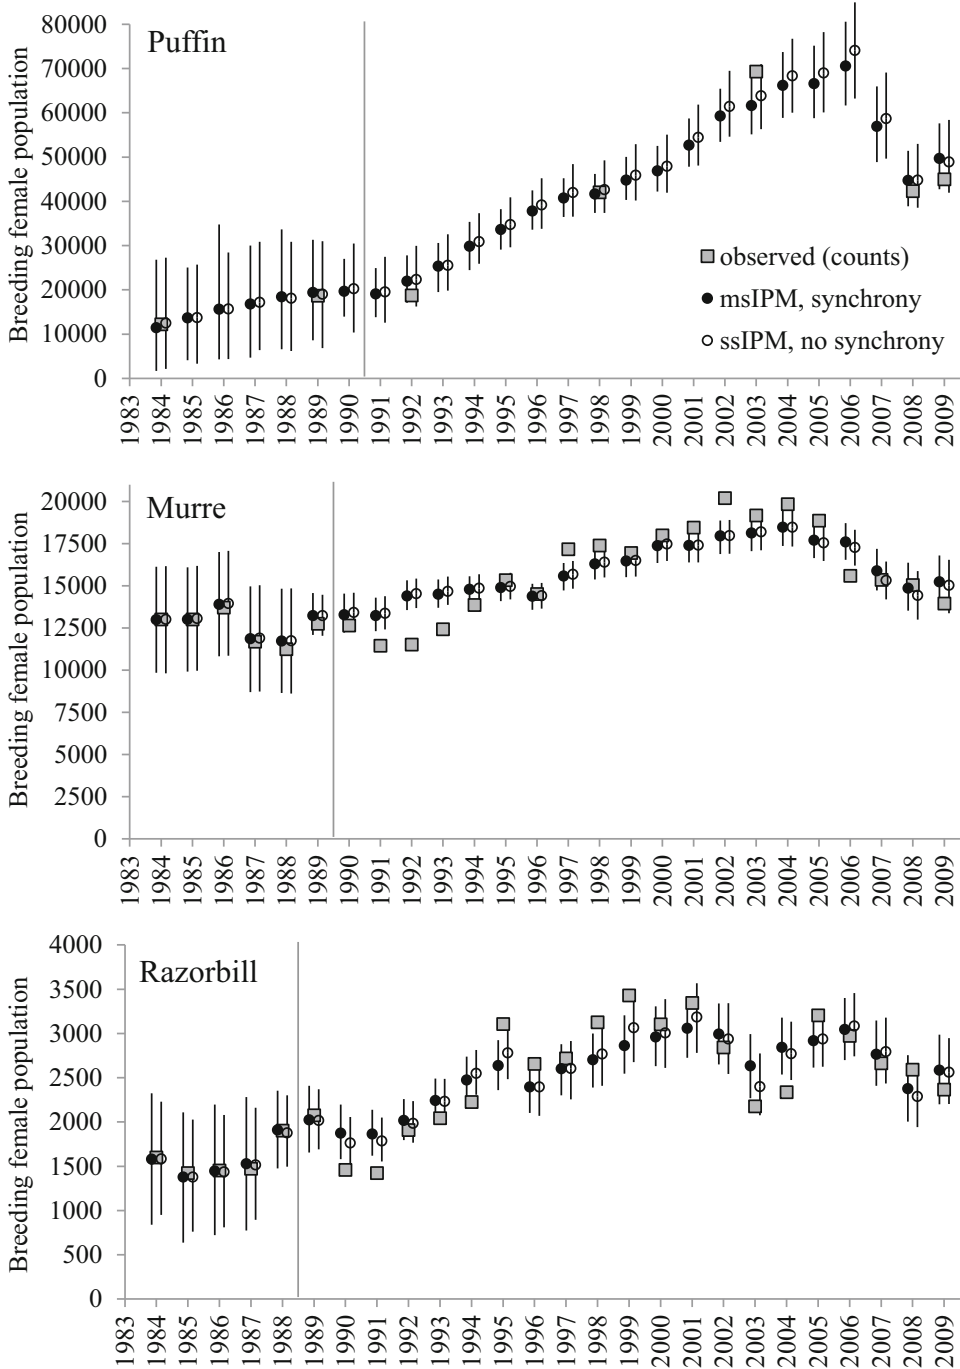 Puffin
Breeding female population
80000
70000
60000
50000
40000
30000
20000
10000
0
observed (counts)
msIPM, synchrony
ssIPM, no synchrony
1983 1984 1985 1986 1987 1988 1989 1990 1991 1992 1993 1994 1995 1996 1997 1998 1999 2000 2001 2002 2003 2004 2005 2006 2007 2008 2009
Murre
Breeding female population
20000
17500
15000
12500
10000
7500
5000
2500
0
1983 1984 1985 1986 1987 1988 1989 1990 1991 1992 1993 1994 1995 1996 1997 1998 1999 2000 2001 2002 2003 2004 2005 2006 2007 2008 2009
Razorbill
Breeding female population
4000
3500
3000
2500
2000
1500
1000
500
0
1983 1984 1985 1986 1987 1988 1989 1990 1991 1992 1993 1994 1995 1996 1997 1998 1999 2000 2001 2002 2003 2004 2005 2006 2007 2008 2009